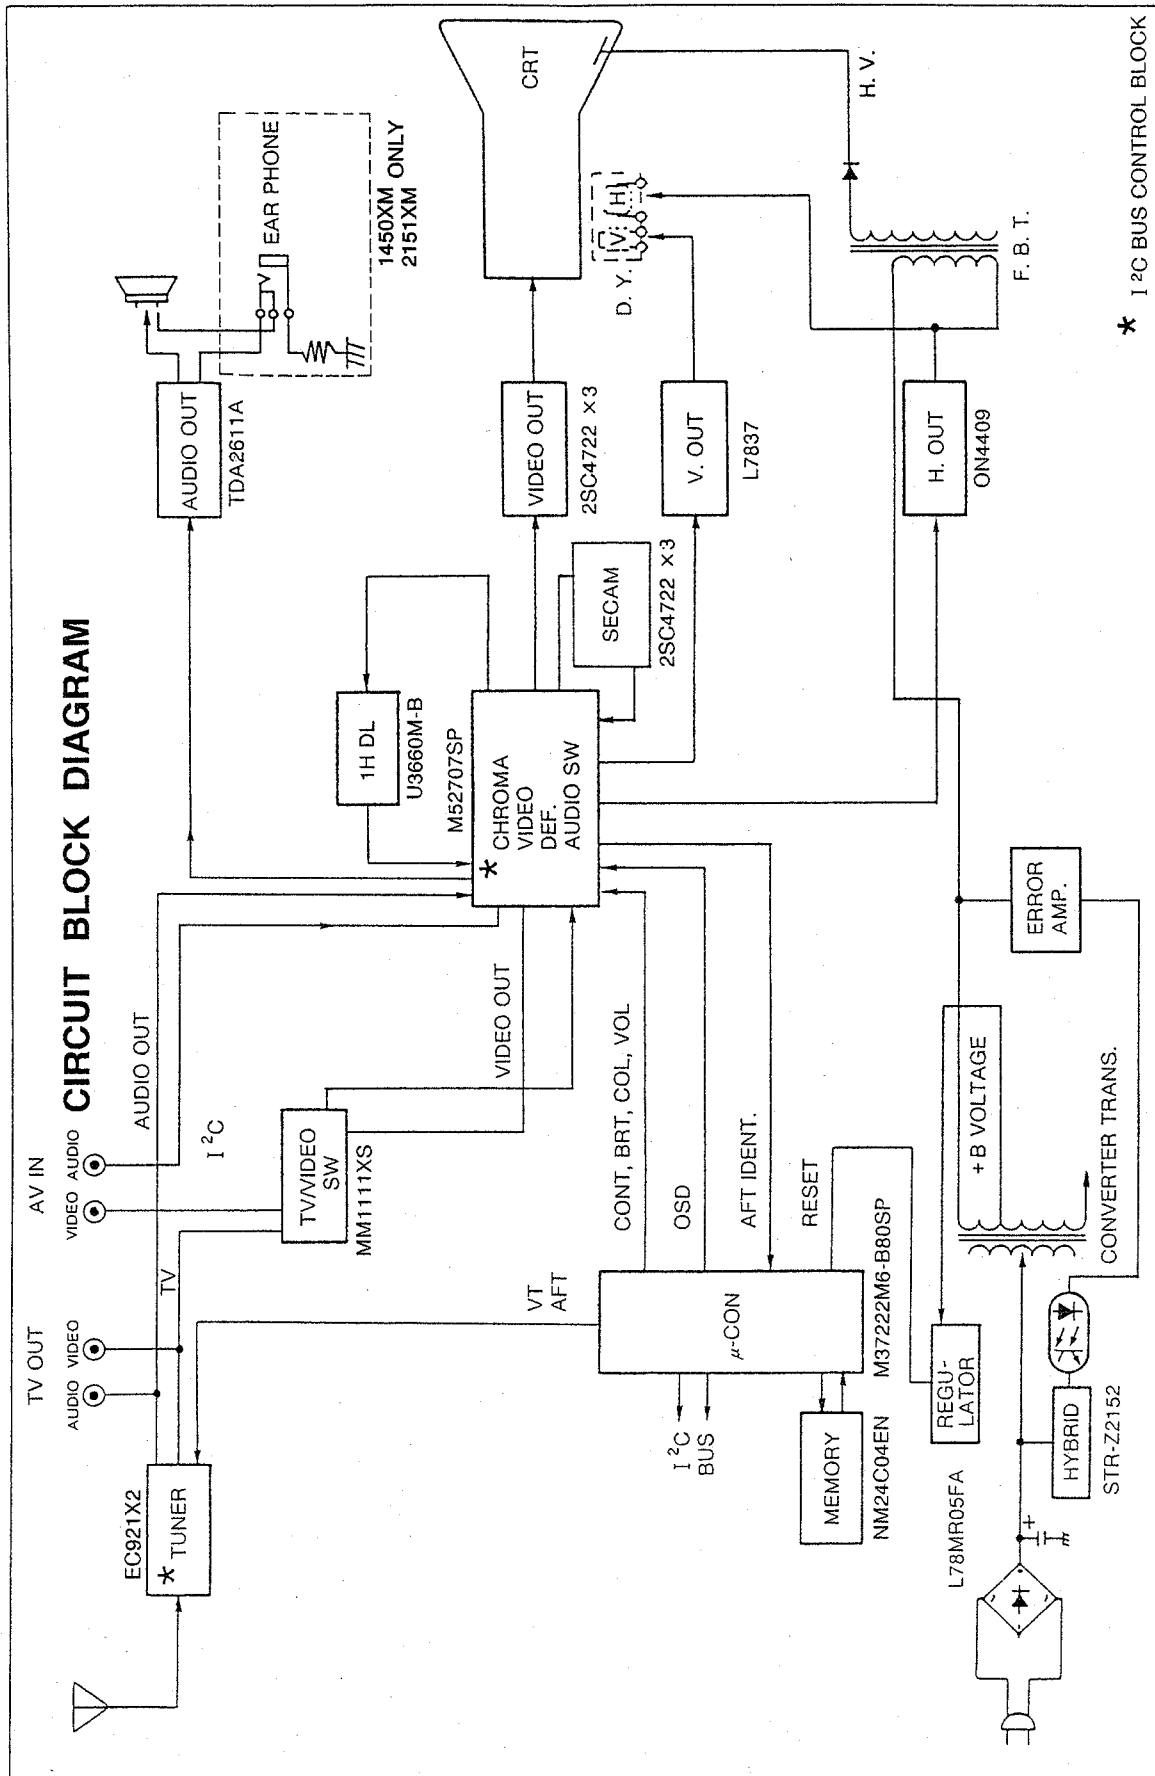 CIRCUIT BLOCK DIAGRAM
TV OUT
AUDIO
VIDEO
AV IN
VIDEO
AUDIO
EC921X2
* TUNER
TV
AUDIO OUT
I²C
TV/VIDEO
SW
MM1111XS
VIDEO OUT
VT
AFT
AUDIO OUT
TDA2611A
EAR PHONE
1450XM ONLY
2151XM
1H DL
U3660M-B
M52707SP
* CHROMA
VIDEO
DEF.
AUDIO SW
VIDEO OUT
2SC4722 ×3
CRT
SECAM
2SC4722 ×3
D. Y.
V
H
V. OUT
L7837
H. V.
H. OUT
ON4409
F. B. T.
CONT, BRT, COL, VOL
OSD
AFT IDENT.
RESET
μ-CON
M37222M6-B80SP
I²C
BUS
MEMORY
NM24C04EN
REGU-
LATOR
L78MR05FA
+B VOLTAGE
ERROR
AMP.
CONVERTER TRANS.
HYBRID
STR-Z2152
+
* I²C BUS CONTROL BLOCK